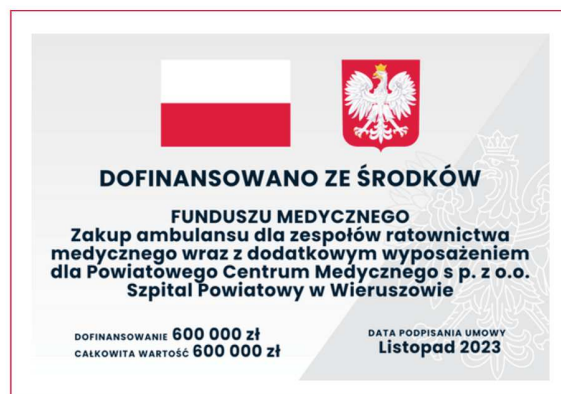 DOFINANSOWANO ZE ŚRODKÓW
FUNDUSZU MEDYCZNEGO
Zakup ambulansu dla zespołów ratownictwa
medycznego wraz z dodatkowym wyposażeniem
dla Powiatowego Centrum Medycznego s p. z o.o.
Szpital Powiatowy w Wieruszowie
DOFINANSOWANIE 600 000 zł
CAŁKOWITA WARTOŚĆ 600 000 zł
DATA PODPISANIA UMOWY
Listopad 2023